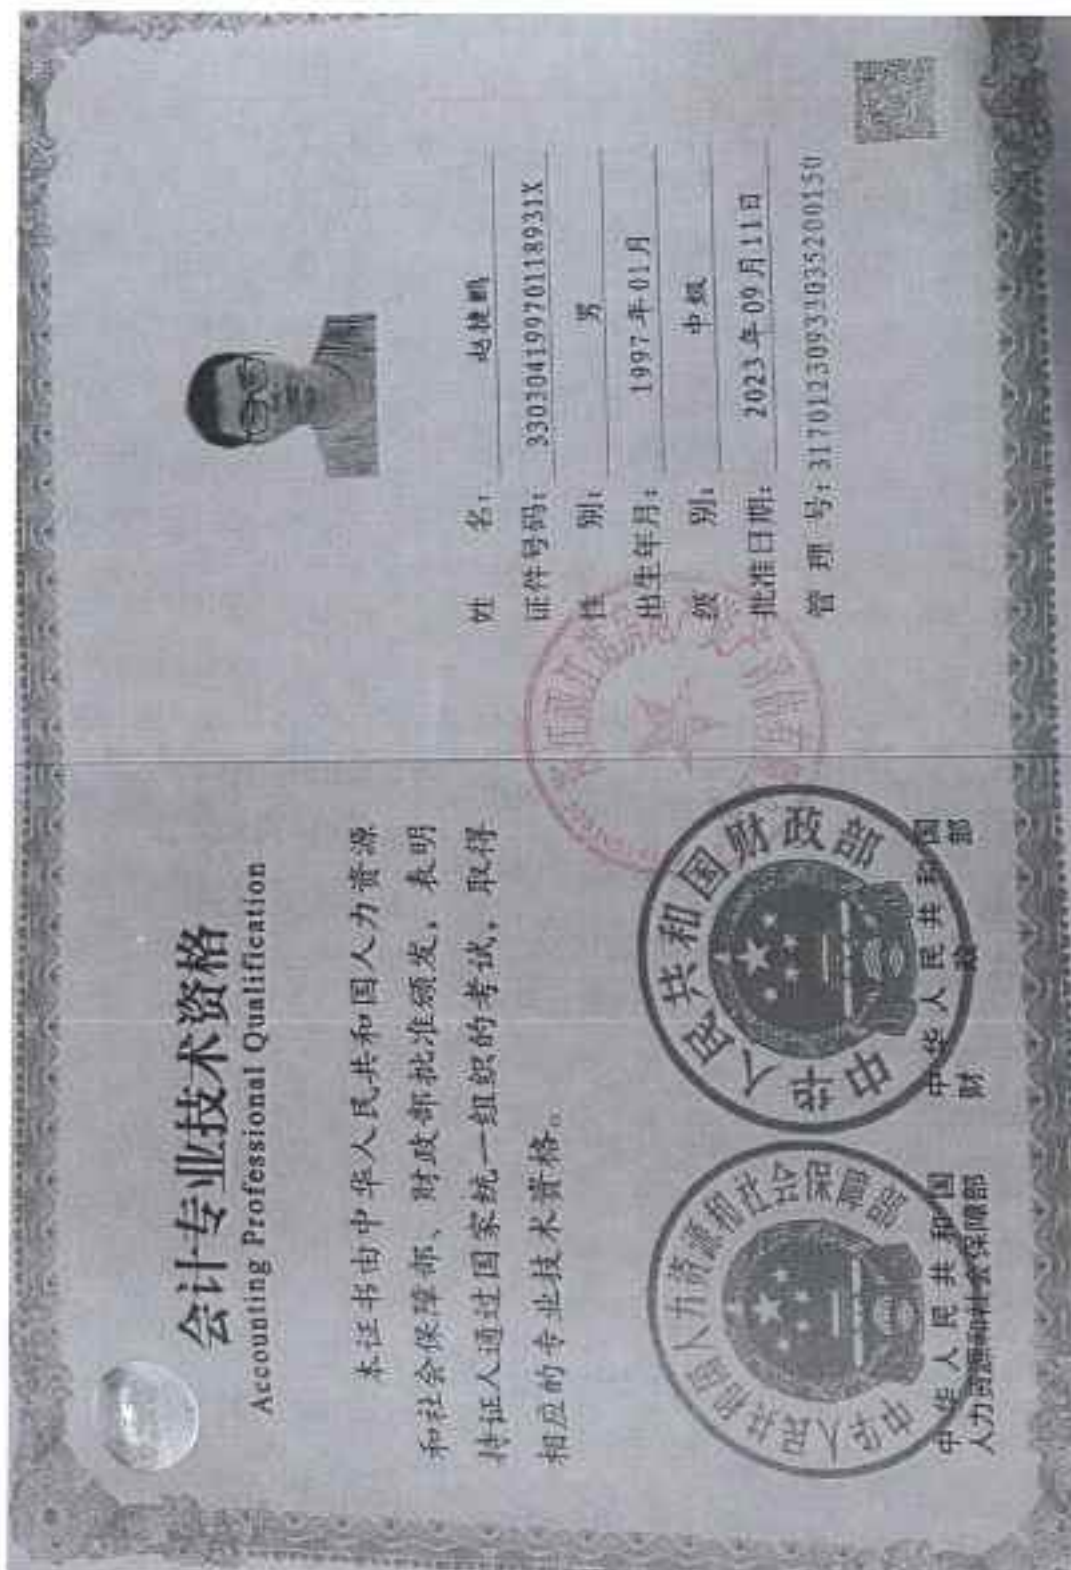 会计专业技术资格
Accounting Professional Qualification
本证书由中华人民共和国人力资源
和社会保障部、财政部批准颁发，表明
持证人通过国家统一组织的考试，取得
相应的专业技术资格。
中华人民共和国人力资源和社会保障部
中华人民共和国财政部
中华人民共和国
人力资源和社会保障部
中华人民共和国
财政部
姓名：赵捷鹏
证件号码：33030419970118931X
性别：男
出生年月：1997年01月
级别：中级
批准日期：2023年09月11日
管理号：31701230933035200150